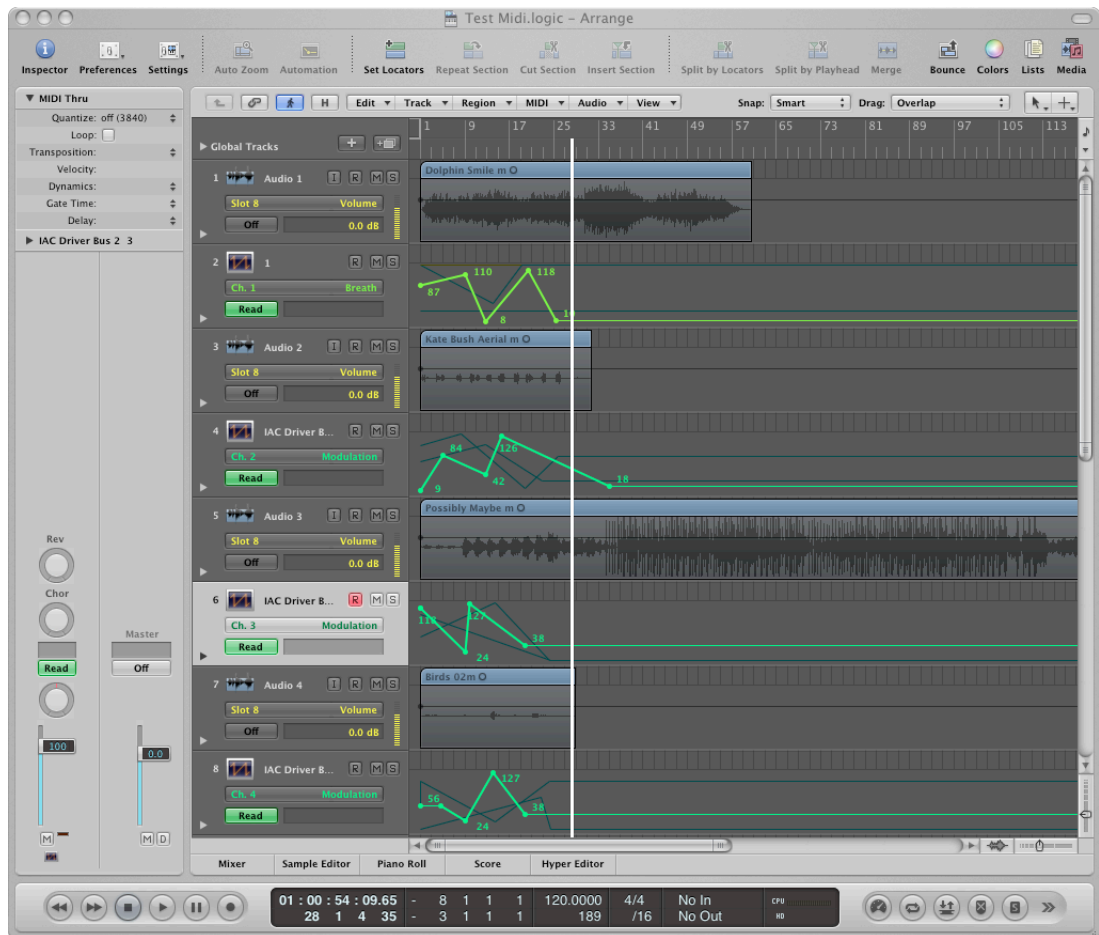 Test Midi.logic – Arrange
Inspector Preferences Settings Auto Zoom Automation Set Locators Repeat Section Cut Section Insert Section Split by Locators Split by Playhead Merge Bounce Colors Lists Media
MIDI Thru
H Edit Track Region MIDI Audio View Snap: Smart Drag: Overlap
Quantize: off (3840)
Loop:
Transposition:
Velocity:
Dynamics:
Gate Time:
Delay:
IAC Driver Bus 2 3
1 9 17 25 33 41 49 57 65 73 81 89 97 105 113
Global Tracks
1 Audio 1 I R M S
Slot 8 Volume
Off 0.0 dB
Dolphin Smile m
2 1 R M S
Ch. 1 Breath
Read
87 110 8 118
3 Audio 2 I R M S
Slot 8 Volume
Off 0.0 dB
Kate Bush Aerial m
4 IAC Driver B... R M S
Ch. 2 Modulation
Read
9 84 42 126 18
5 Audio 3 I R M S
Slot 8 Volume
Off 0.0 dB
Possibly Maybe m
6 IAC Driver B... R M S
Ch. 3 Modulation
Read
127 24 38
7 Audio 4 I R M S
Slot 8 Volume
Off 0.0 dB
Birds 02m
8 IAC Driver B... R M S
Ch. 4 Modulation
Read
56 24 127 38
Rev
Chor
Master
Read Off
100 0.0
M M D
Mixer Sample Editor Piano Roll Score Hyper Editor
01 : 00 : 54 : 09.65 - 8 1 1 1 120.0000 4/4 No In CPU
28 1 4 35 - 3 1 1 1 189 /16 No Out HD